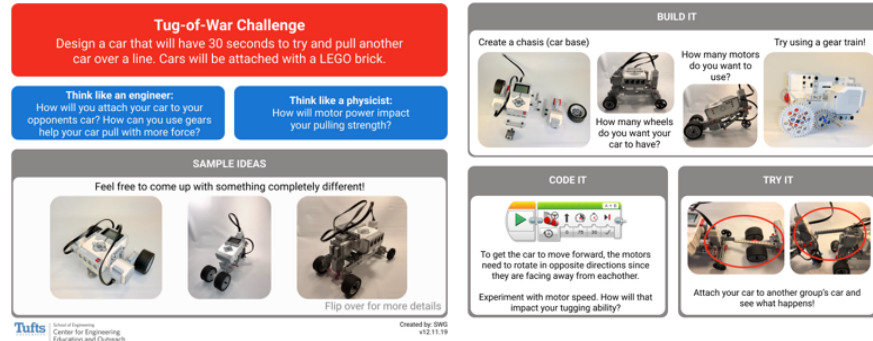 Tug-of-War Challenge
Design a car that will have 30 seconds to try and pull another
car over a line. Cars will be attached with a LEGO brick.
Think like an engineer:
How will you attach your car to your
opponents car? How can you use gears
help your car pull with more force?
Think like a physicist:
How will motor power impact
your pulling strength?
SAMPLE IDEAS
Feel free to come up with something completely different!
Flip over for more details
Tufts
School of Engineering
Center for Engineering
Education and Outreach
Created by: SWG
v12.11.19
BUILD IT
Create a chasis (car base)
How many motors
do you want to
use?
How many wheels
do you want your
car to have?
Try using a gear train!
CODE IT
To get the car to move forward, the motors
need to rotate in opposite directions since
they are facing away from eachother.
Experiment with motor speed. How will that
impact your tugging ability?
TRY IT
Attach your car to another group's car and
see what happens!